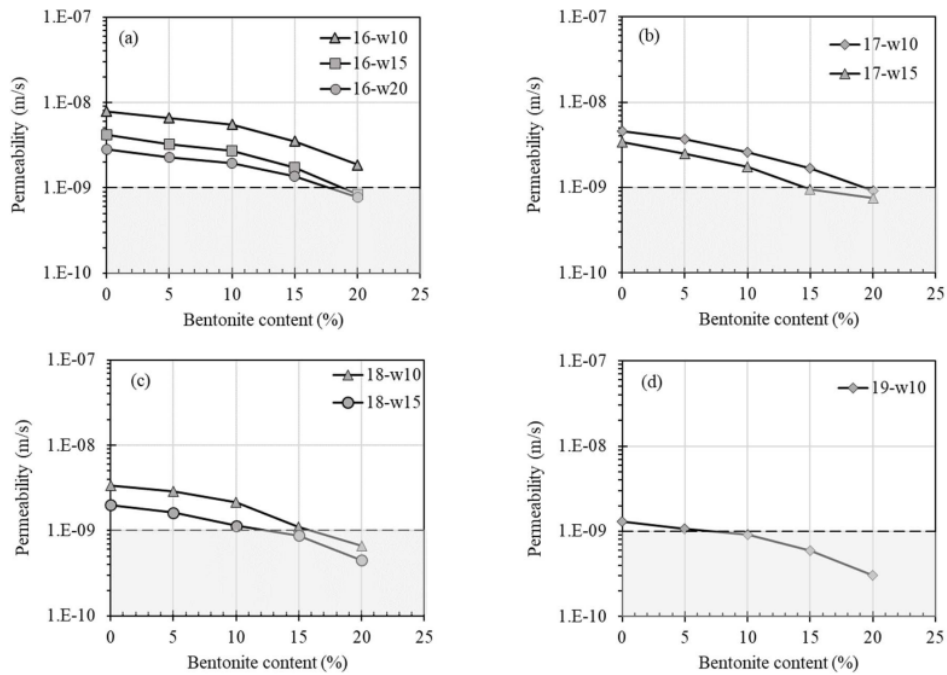 (a)
16-w10
16-w15
16-w20
1.E-07
1.E-08
1.E-09
1.E-10
Permeability (m/s)
0 5 10 15 20 25
Bentonite content (%)
(b)
17-w10
17-w15
1.E-07
1.E-08
1.E-09
1.E-10
Permeability (m/s)
0 5 10 15 20 25
Bentonite content (%)
(c)
18-w10
18-w15
1.E-07
1.E-08
1.E-09
1.E-10
Permeability (m/s)
0 5 10 15 20 25
Bentonite content (%)
(d)
19-w10
1.E-07
1.E-08
1.E-09
1.E-10
Permeability (m/s)
0 5 10 15 20 25
Bentonite content (%)